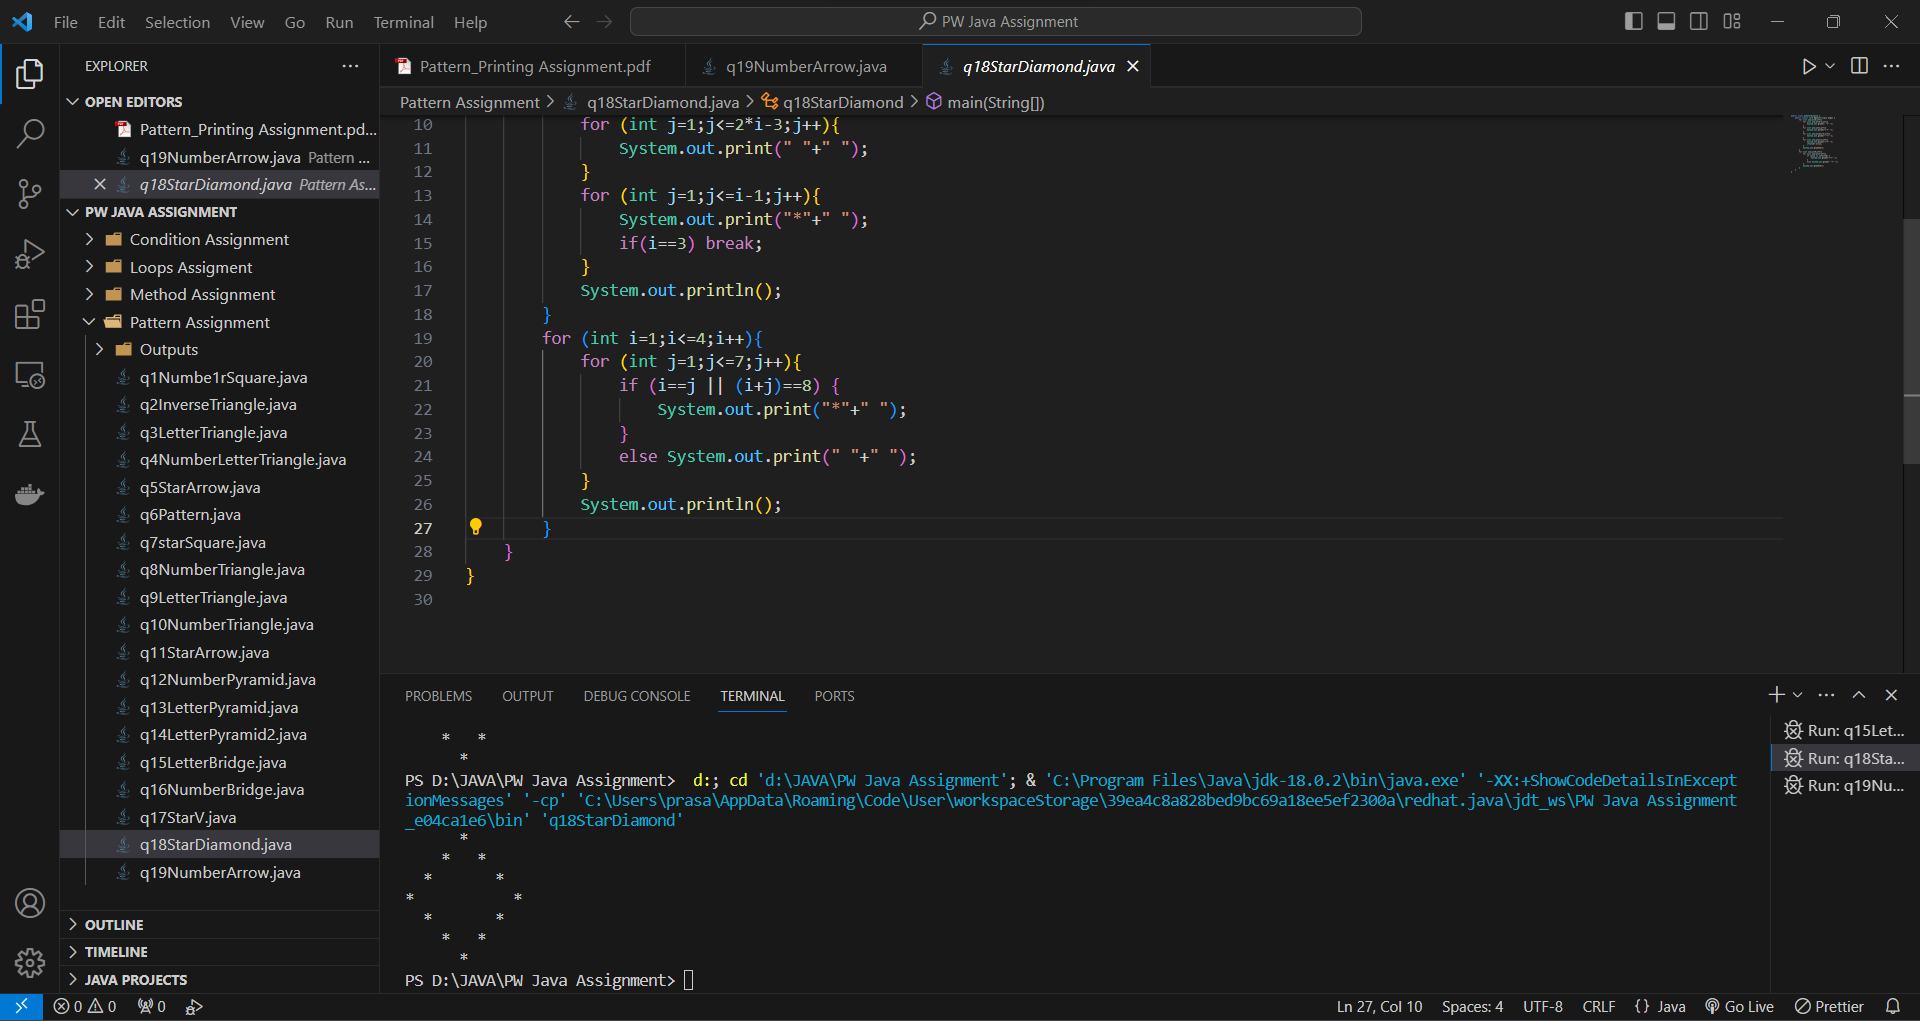 File Edit Selection View Go Run Terminal Help
PW Java Assignment
EXPLORER
OPEN EDITORS
Pattern_Printing Assignment.pd...
q19NumberArrow.java Pattern ...
q18StarDiamond.java Pattern As...
PW JAVA ASSIGNMENT
Condition Assignment
Loops Assigment
Method Assignment
Pattern Assignment
Outputs
q1Numbe1rSquare.java
q2InverseTriangle.java
q3LetterTriangle.java
q4NumberLetterTriangle.java
q5StarArrow.java
q6Pattern.java
q7starSquare.java
q8NumberTriangle.java
q9LetterTriangle.java
q10NumberTriangle.java
q11StarArrow.java
q12NumberPyramid.java
q13LetterPyramid.java
q14LetterPyramid2.java
q15LetterBridge.java
q16NumberBridge.java
q17StarV.java
q18StarDiamond.java
q19NumberArrow.java
OUTLINE
TIMELINE
JAVA PROJECTS
Pattern_Printing Assignment.pdf
q19NumberArrow.java
q18StarDiamond.java
Pattern Assignment > q18StarDiamond.java > q18StarDiamond > main(String[])
10 for (int j=1;j<=2*i-3;j++){
11 System.out.print(" "+" ");
12 }
13 for (int j=1;j<=i-1;j++){
14 System.out.print("*"+" ");
15 if(i==3) break;
16 }
17 System.out.println();
18 }
19 for (int i=1;i<=4;i++){
20 for (int j=1;j<=7;j++){
21 if (i==j || (i+j)==8) {
22 System.out.print("*"+" ");
23 }
24 else System.out.print(" "+" ");
25 }
26 System.out.println();
27 }
28 }
29 }
30
PROBLEMS OUTPUT DEBUG CONSOLE TERMINAL PORTS
* *
*
PS D:\JAVA\PW Java Assignment> d:; cd 'd:\JAVA\PW Java Assignment'; & 'C:\Program Files\Java\jdk-18.0.2\bin\java.exe' '-XX:+ShowCodeDetailsInExcept
ionMessages' '-cp' 'C:\Users\prasa\AppData\Roaming\Code\User\workspaceStorage\39ea4c8a828bed9bc69a18ee5ef2300a\redhat.java\jdt_ws\PW Java Assignment
_e04ca1e6\bin' 'q18StarDiamond'
*
* *
* *
* *
* *
* *
*
PS D:\JAVA\PW Java Assignment>
Run: q15Let...
Run: q18Sta...
Run: q19Nu...
0 0 0
Ln 27, Col 10 Spaces: 4 UTF-8 CRLF {} Java Go Live Prettier